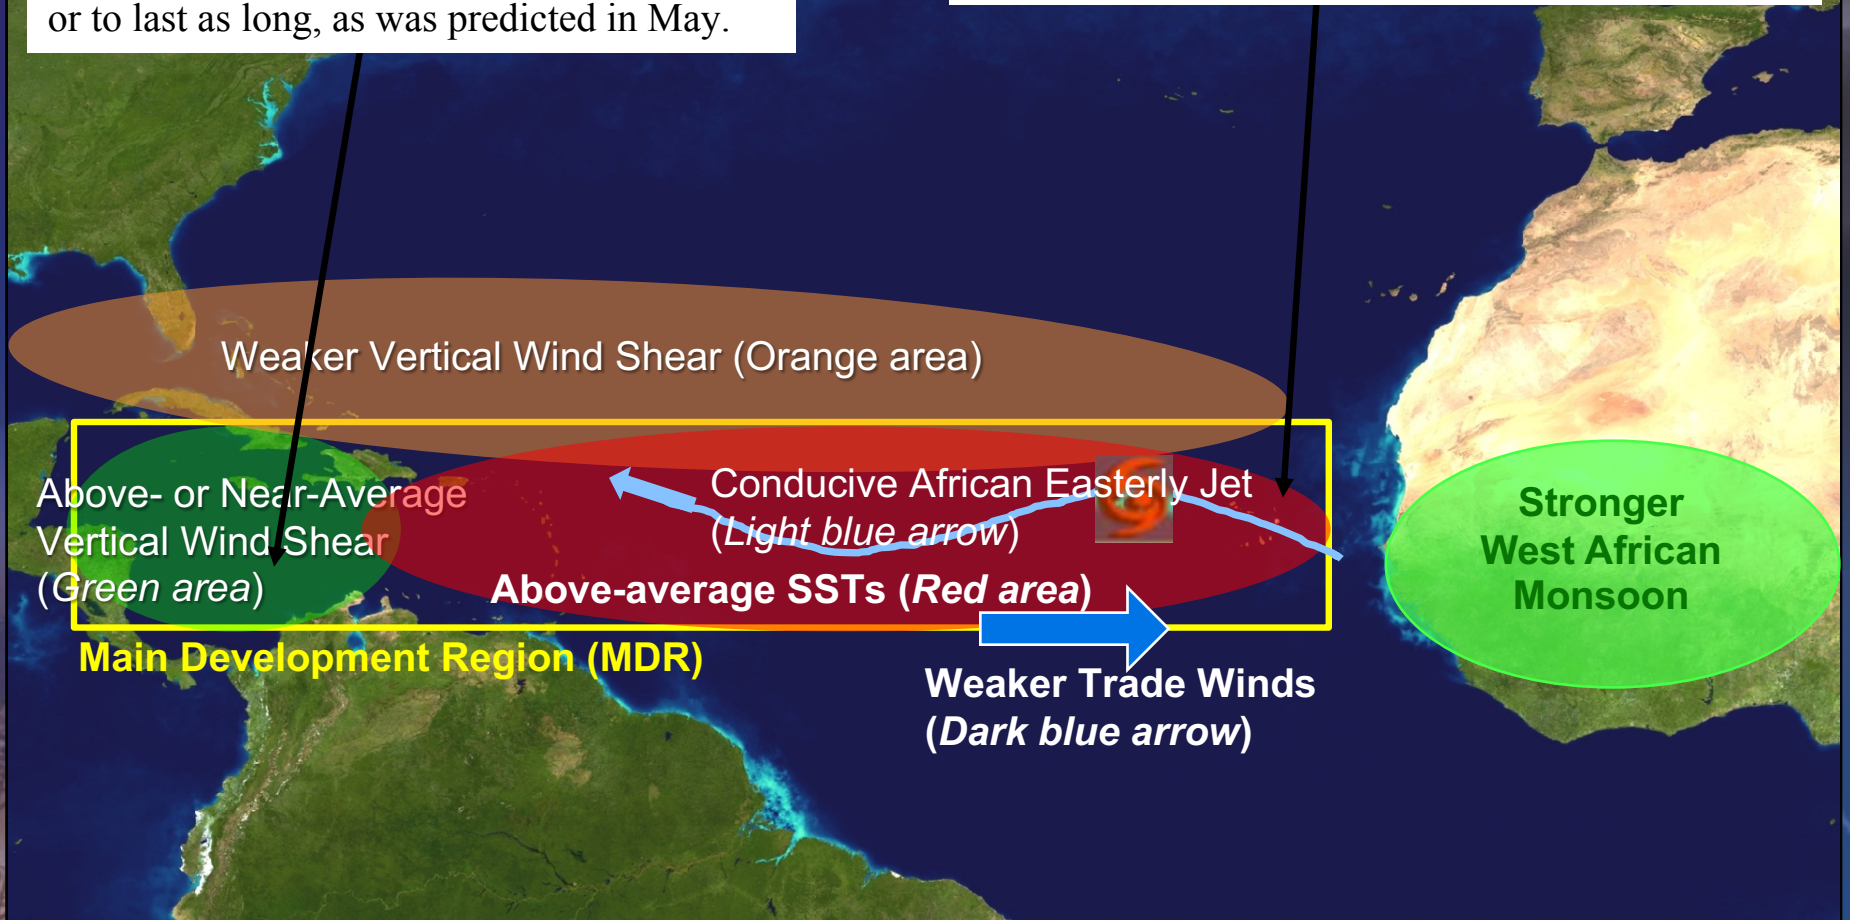 or to last as long, as was predicted in May.
Weaker Vertical Wind Shear (Orange area)
Above- or Near-Average
Vertical Wind Shear
(Green area)
Conducive African Easterly Jet
(Light blue arrow)
Above-average SSTs (Red area)
Stronger
West African
Monsoon
Main Development Region (MDR)
Weaker Trade Winds
(Dark blue arrow)